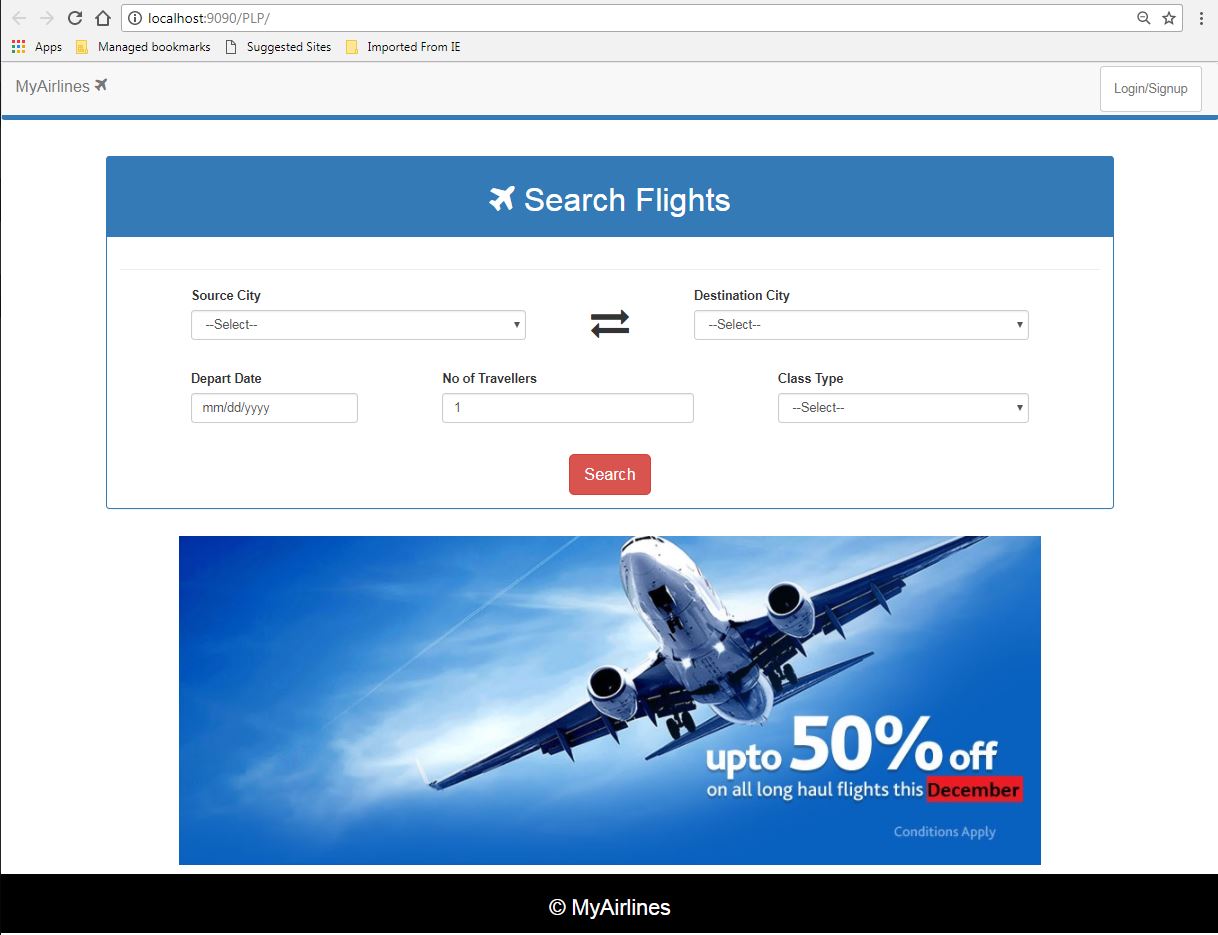 localhost:9090/PLP/
Apps Managed bookmarks Suggested Sites Imported From IE
MyAirlines Login/Signup
Search Flights
Source City Destination City
--Select-- --Select--
Depart Date No of Travellers Class Type
mm/dd/yyyy 1 --Select--
Search
upto 50% off
on all long haul flights this December
Conditions Apply
© MyAirlines